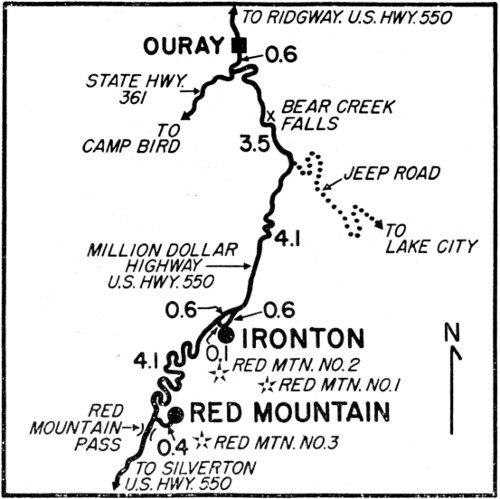 TO RIDGWAY. U.S. HWY. 550
OURAY
0.6
STATE HWY.
361
BEAR CREEK
FALLS
TO
CAMP BIRD
3.5
JEEP ROAD
4.1
TO
LAKE CITY
MILLION DOLLAR
HIGHWAY
U.S. HWY. 550
0.6
0.6
IRONTON
0.1
N
4.1
RED MTN. NO. 2
RED MTN. NO. 1
RED
MOUNTAIN
PASS
RED MOUNTAIN
0.4
RED MTN. NO. 3
TO SILVERTON
U.S. HWY. 550